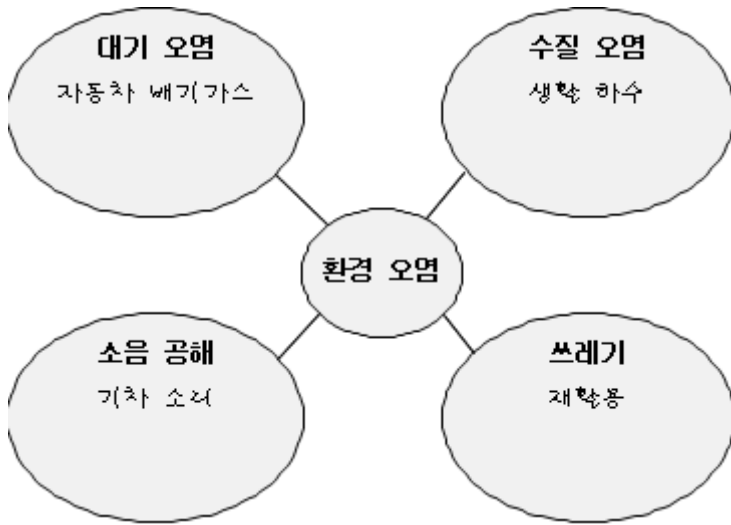 대기 오염
자동차 배기가스
수질 오염
생활 하수
환경 오염
소음 공해
기차 소리
쓰레기
재활용